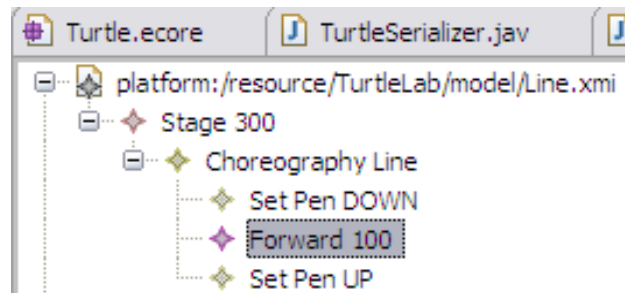 Turtle.ecore TurtleSerializer.jav
platform:/resource/TurtleLab/model/Line.xmi
Stage 300
Choreography Line
Set Pen DOWN
Forward 100
Set Pen UP